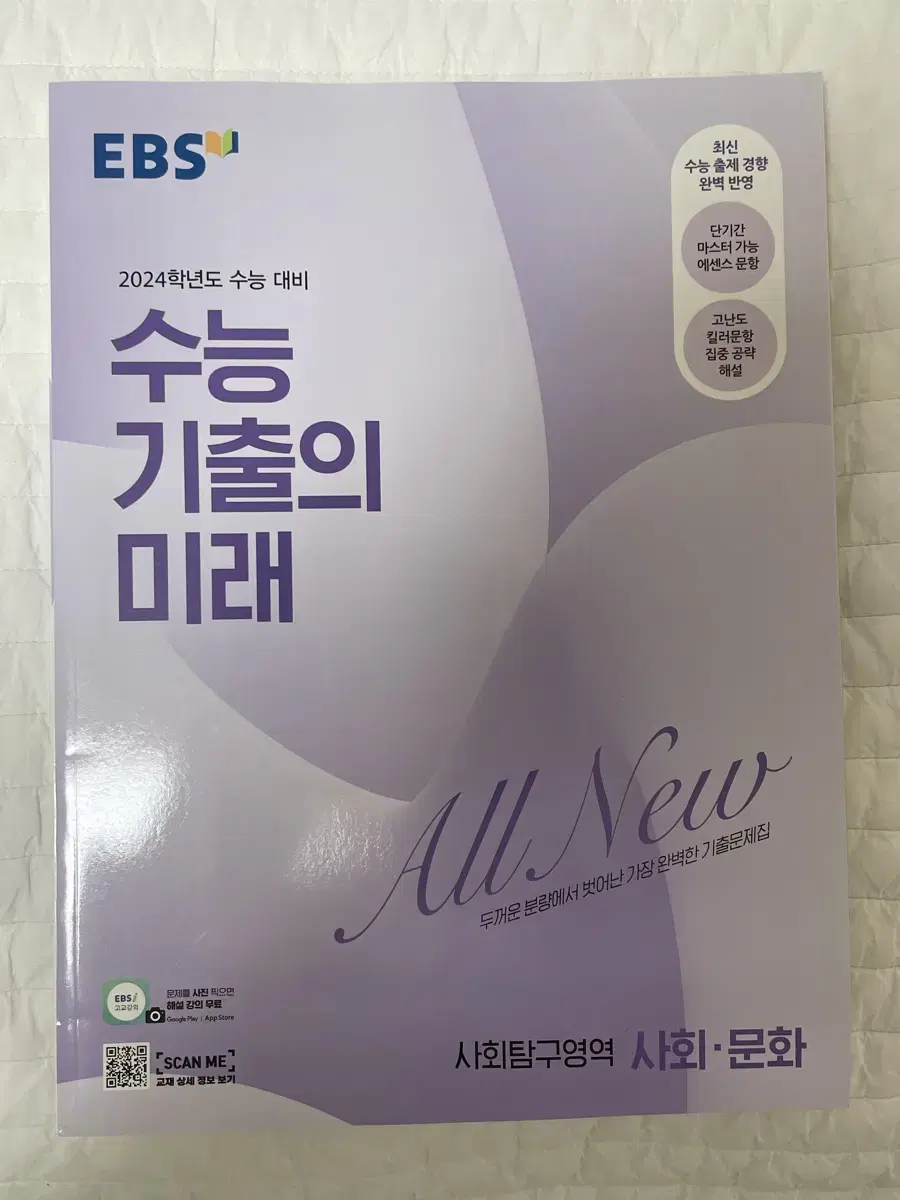 EBS
최신
수능 출제 경향
완벽 반영
단기간
마스터 가능
에센스 문항
고난도
킬러문항
집중 공략
해설
2024학년도 수능 대비
수능
기출의
미래
All New
두꺼운 분량에서 벗어난 가장 완벽한 기출문제집
EBS
고교강의
문제를 사진 찍으면
해설 강의 무료
Google Play | App Store
SCAN ME
교재 상세 정보 보기
사회탐구영역 사회·문화